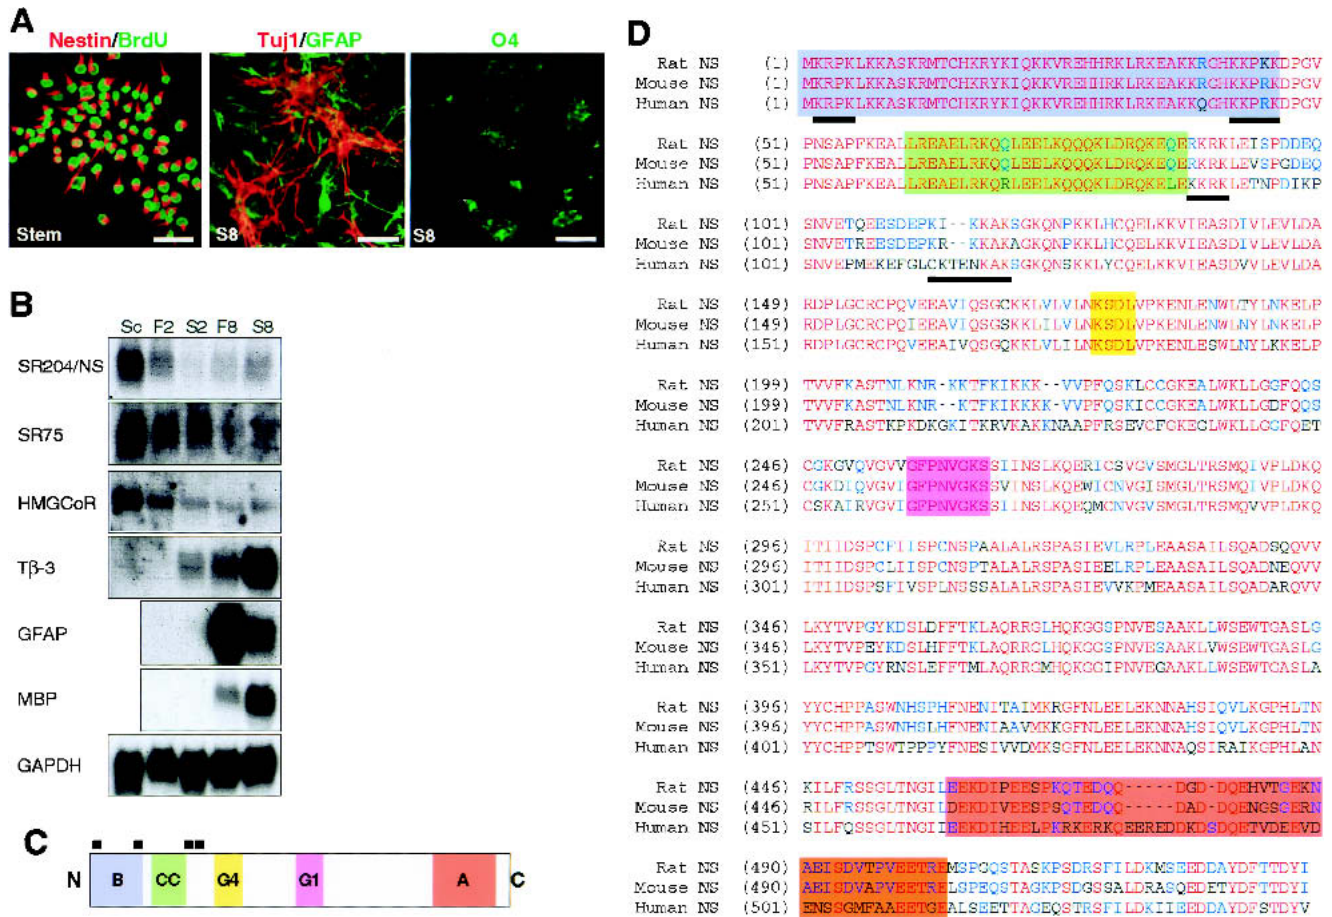 A
Nestin/BrdU
Tuj1/GFAP
O4
Stem
S8
S8
B
Sc F2 S2 F8 S8
SR204/NS
SR75
HMGCoR
Tβ-3
GFAP
MBP
GAPDH
C
N B CC G4 G1 A C
D
Rat NS (1) MKRPKLKKASKRMTCHKRYKIQKKVREHHRKLRKEAKKRGHKKPKKDPGV
Mouse NS (1) MKRPKLKKASKRMTCHKRYKIQKKVREHHRKLRKEAKKRGHKKPRKDPGV
Human NS (1) MKRPKLKKASKRMTCHKRYKIQKKVREHHRKLRKEAKKQGHKKPRKDPGV
Rat NS (51) PNSAPFKEALLREAELRKQQLEELKQQQKLDRQKEQERKRKLEISPDDEQ
Mouse NS (51) PNSAPFKEALLREAELRKQQLEELKQQQKLDRQKEQERKRKLEVSPGDEQ
Human NS (51) PNSAPFKEALLREAELRKQRLEELKQQQKLDRQKELEKKRKLETNPDIKP
Rat NS (101) SNVETQEESDEPKI--KKAKSGKQNPKKLHCQELKKVIEASDIVLEVLDA
Mouse NS (101) SNVETREESDEPKR--KKAKAGKQNPKKLHCQELKKVIEASDIVLEVLDA
Human NS (101) SNVEPMEKEFGLCKTENKAKSGKQNSKKLYCQELKKVIEASDVVLEVLDA
Rat NS (149) RDPLGCRCPQVEEAVIQSGCKKLVLVLNKSDLVPKENLENWLTYLNKELP
Mouse NS (149) RDPLGCRCPQIEEAVIQSGSKKLILVLNKSDLVPKENLENWLNYLNKELP
Human NS (151) RDPLGCRCPQVEEAIVQSGQKKLVLILNKSDLVPKENLESWLNYLKKELP
Rat NS (199) TVVFKASTNLKNR-KKTFKIKKK--VVPFQSKLCCGKEALWKLLGGFQQS
Mouse NS (199) TVVFKASTNLKNR-KTFKIKKKK-VVPFQSKICCGKEALWKLLGDFQQS
Human NS (201) TVVFRASTKPKDKGKITKRVKAKKNAAPFRSEVCFGKEGLWKLLGGFQET
Rat NS (246) CGKGVQVGVVGFPNVGKSSIINSLKQERICSVGVSMGLTRSMQIVPLDKQ
Mouse NS (246) CGKDIQVGVIGFPNVGKSSVINSLKQEWICNVGISMGLTRSMQIVPLDKQ
Human NS (251) CSKAIRVGVIGFPNVGKSSIINSLKQEQMCNVGVSMGLTRSMQVVPLDKQ
Rat NS (296) ITIIDSPCFIISPCNSPAALALRSPASIEVLRPLEAASAILSQADSQQVV
Mouse NS (296) ITIIDSPCLIISPCNSPTALALRSPASIEELRPLEAASAILSQADNEQVV
Human NS (301) ITIIDSPSFIVSPLNSSSALALRSPASIEVVKPMEAASAILSQADARQVV
Rat NS (346) LKYTVPGYKDSLDFFTKLAQRRGLHQKGGSPNVESAAKLLWSEWTGASLG
Mouse NS (346) LKYTVPEYKDSLHFFTKLAQRRGLHQKGGSPNVESAAKLVWSEWTGASLG
Human NS (351) LKYTVPGYRNSLEFFTMLAQRRGMHQKGGIPNVEGAAKLLWSEWTGASLA
Rat NS (396) YYCHPPASWNHSPHFNENITAIMKRGFNLEELEKNNAHSIQVLKGPHLTN
Mouse NS (396) YYCHPPASWNHSLHFNENIAAVMKKGFNLEELEKNNAHSIQVLKGPHLTN
Human NS (401) YYCHPPTSWTPPPYFNESIVVDMKSGFNLEELEKNNAQSIRAIKGPHLAN
Rat NS (446) KILFRSSGLTNGILEEKDIPEESPKQTEDQQ-----DGD-DQEHVTGEKN
Mouse NS (446) RILFRSSGLTNGILDEKDIVEESPSQTEDQQ-----DAD-DQENGSGERN
Human NS (451) SILFQSSGLTNGIIEEKDIHEELPKRKERKQEEREDDKDSDQETVDEEVD
Rat NS (490) AEISDVTPVEETREMSPGQSTASKPSDRSFILDKMSEEDDAYDFTTDYI
Mouse NS (490) AEISDVAPVEETRELSPEQSTAGKPSDGSSALDRASQEDETYDFTTDYI
Human NS (501) ENSSGMFAAEETGEALSEETTAGEQSTRSFILDKIIEEDDAYDFSTDYV